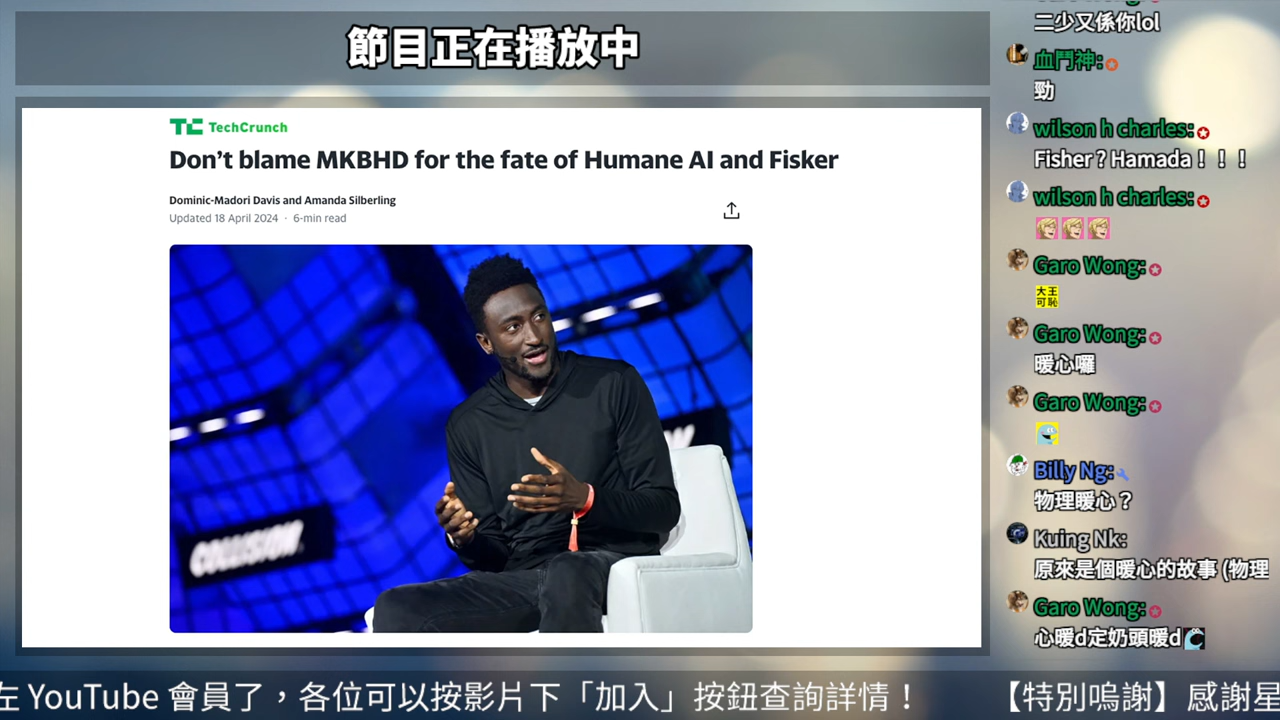 節目正在播放中
TechCrunch
Don't blame MKBHD for the fate of Humane AI and Fisker
Dominic-Madori Davis and Amanda Silberling
Updated 18 April 2024 · 6-min read
COLLISION
二少又係你lol
血鬥神:
勁
wilson h charles:
Fisher？Hamada！！！
wilson h charles:
Garo Wong:
大王
可恥
Garo Wong:
暖心囉
Garo Wong:
Billy Ng:
物理暖心？
Kuing Nk:
原來是個暖心的故事 (物理
Garo Wong:
心暖d定奶頭暖d
在 YouTube 會員了，各位可以按影片下「加入」按鈕查詢詳情！
【特別嗚謝】感謝星